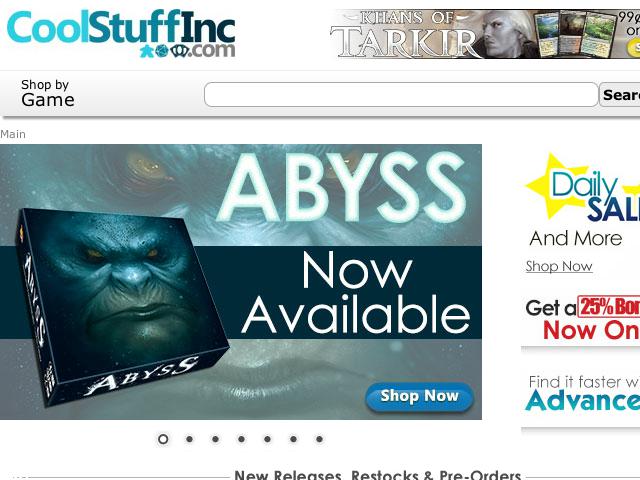 CoolStuffInc
.com
KHANS OF
TARKIR
99¢
or
Shop by
Game
Sear
Main
ABYSS
Now
Available
ABYSS
ABYSS
Shop Now
Daily
SAL
And More
Shop Now
Get a 25% Bon
Now On
Find it faster wi
Advance
New Releases, Restocks & Pre-Orders